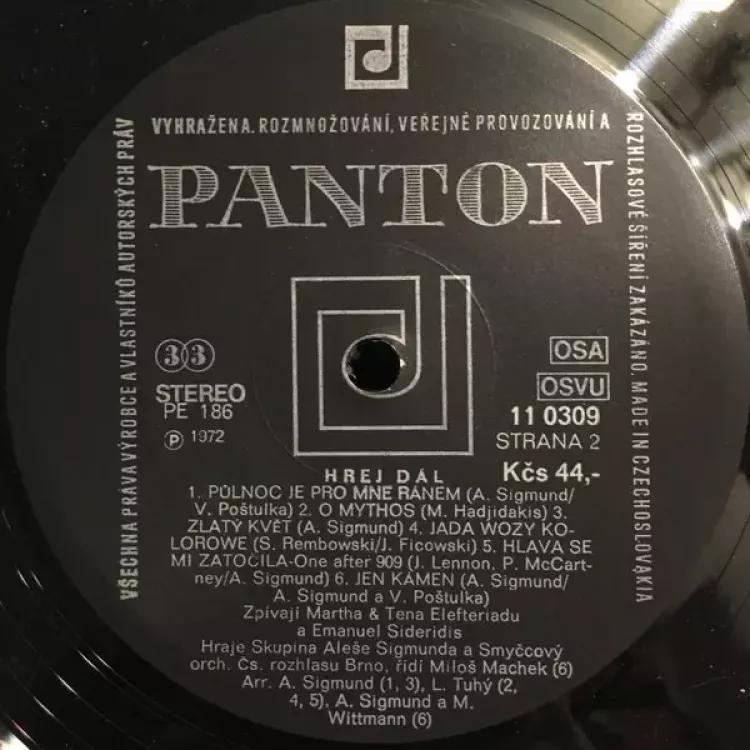 VYHRAŽENA. ROZMNOŽOVÁNÍ, VEŘEJNÉ PROVOZOVÁNÍ A
ROZHLASOVÉ ŠÍŘENÍ ZAKÁZÁNO. MADE IN CZECHOSLOVAKIA
VŠECHNA PRÁVA VÝROBCE A VLASTNÍKŮ AUTORSKÝCH PRÁV
PANTON
33
STEREO
PE 186
Ⓟ 1972
OSA
OSVU
11 0309
STRANA 2
Kčs 44,-
HREJ DÁL
1. PŮLNOC JE PRO MNE RÁNEM (A. Sigmund/
V. Poštulka) 2. O MYTHOS (M. Hadjidakis) 3.
ZLATÝ KVĚT (A. Sigmund) 4. JADA WOZY KO-
LOROWE (S. Rembowski/J. Ficowski) 5. HLAVA SE
MI ZATOČILA-One after 909 (J. Lennon, P. McCart-
ney/A. Sigmund) 6. JEN KÁMEN (A. Sigmund/
A. Sigmund a V. Poštulka)
Zpívají Martha & Tena Elefteriadu
a Emanuel Sideridis
Hraje Skupina Aleše Sigmunda a Smyčcový
orch. Čs. rozhlasu Brno, řídí Miloš Machek (6)
Arr. A. Sigmund (1, 3), L. Tuhý (2,
4, 5), A. Sigmund a M.
Wittmann (6)